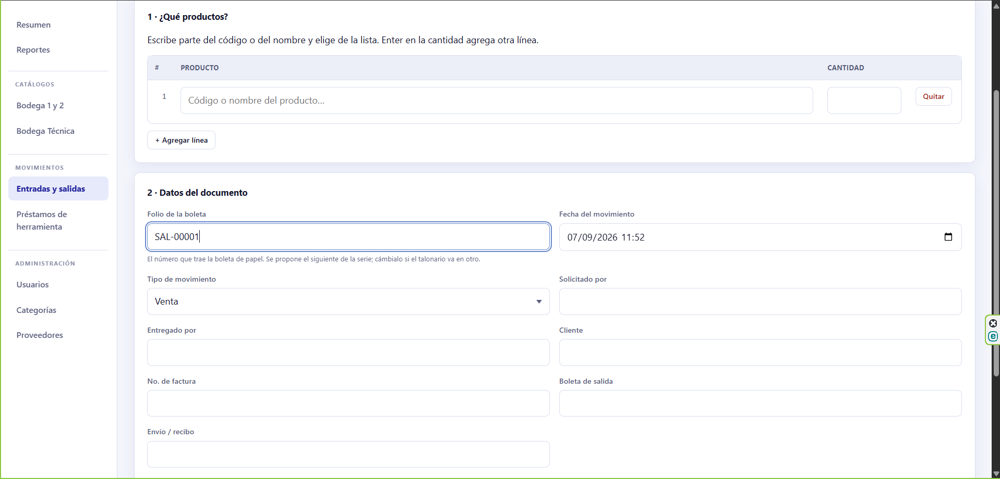 Resumen
Reportes
CATÁLOGOS
Bodega 1 y 2
Bodega Técnica
MOVIMIENTOS
Entradas y salidas
Préstamos de
herramienta
ADMINISTRACIÓN
Usuarios
Categorías
Proveedores
1 · ¿Qué productos?
Escribe parte del código o del nombre y elige de la lista. Enter en la cantidad agrega otra línea.
# PRODUCTO CANTIDAD
1 Código o nombre del producto... Quitar
+ Agregar línea
2 · Datos del documento
Folio de la boleta Fecha del movimiento
SAL-00001 07/09/2026 11:52
El número que trae la boleta de papel. Se propone el siguiente de la serie; cámbialo si el talonario va en otro.
Tipo de movimiento Solicitado por
Venta
Entregado por Cliente
No. de factura Boleta de salida
Envío / recibo